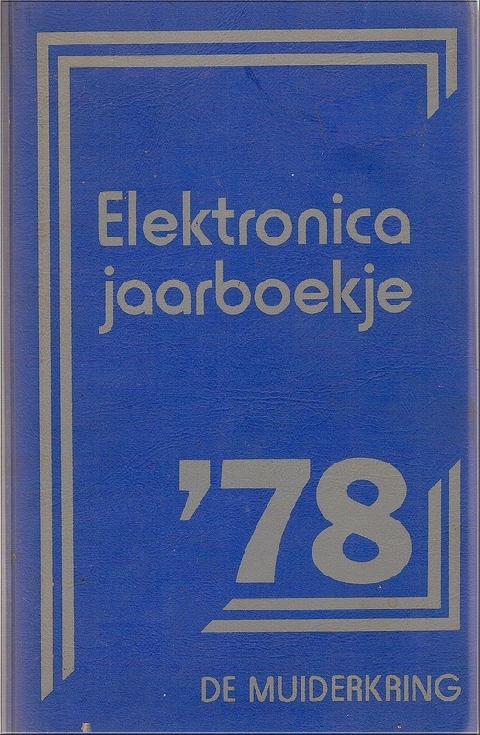 Elektronica
jaarboekje
'78
DE MUIDERKRING